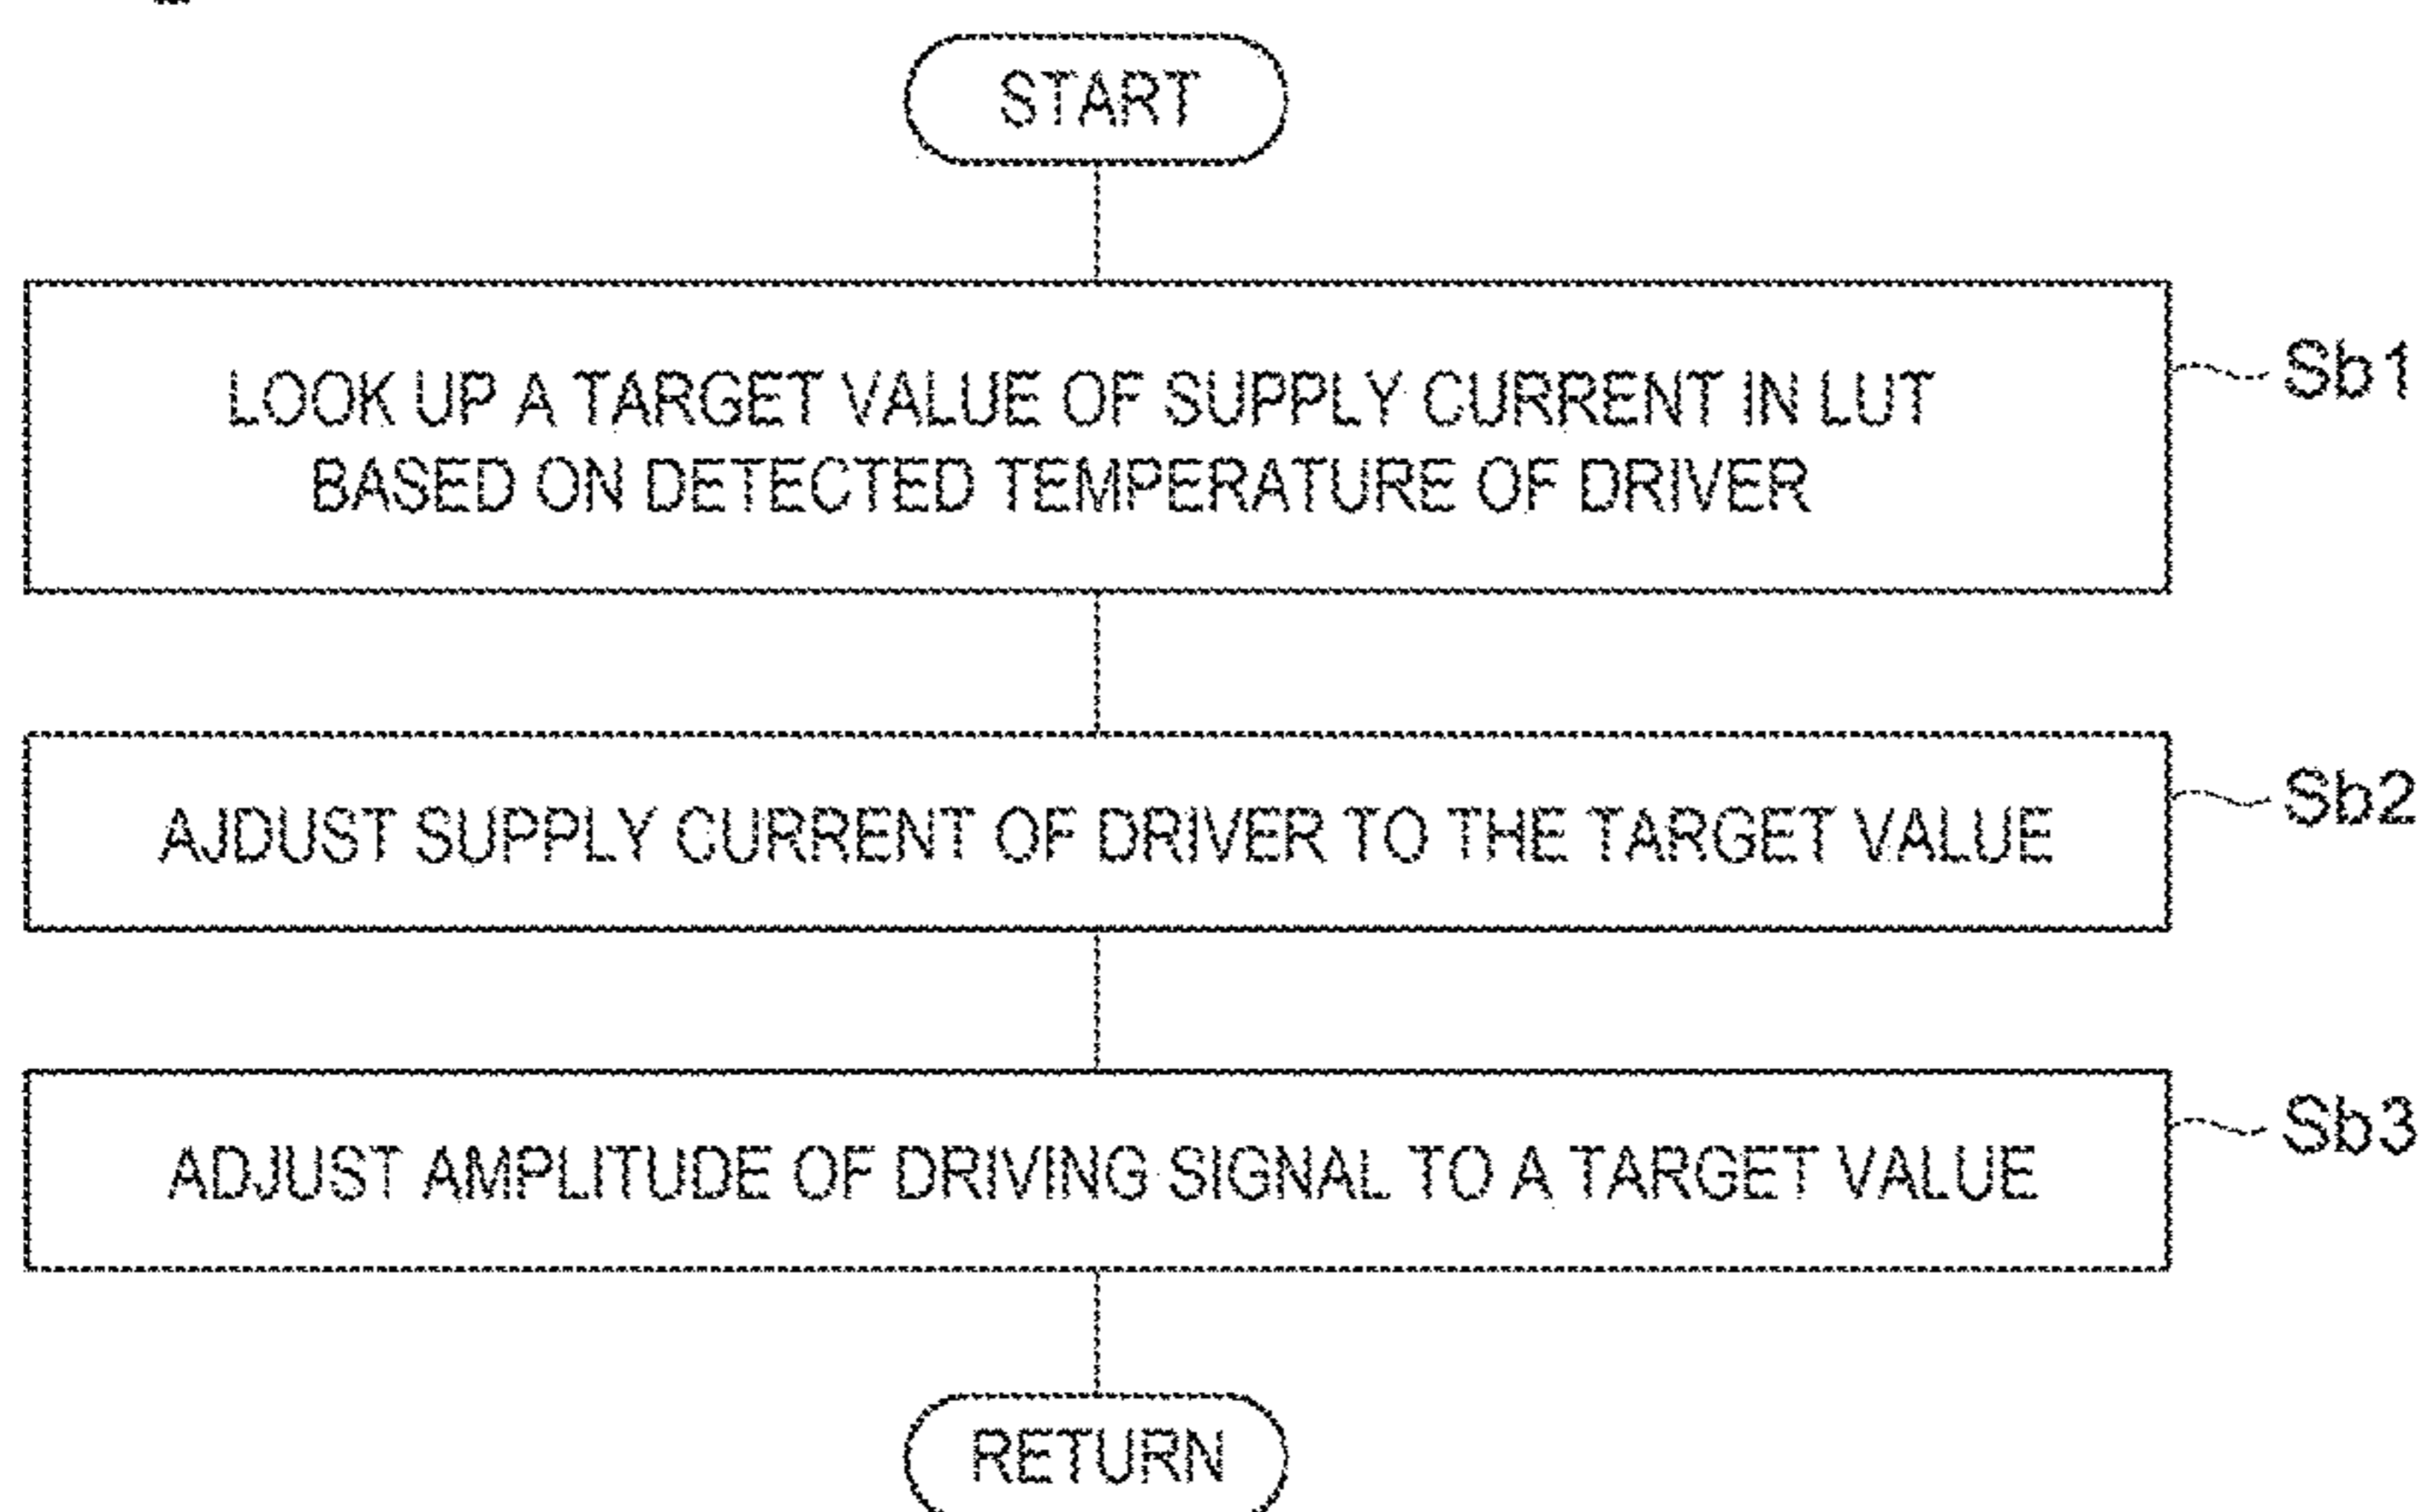 START
LOOK UP A TARGET VALUE OF SUPPLY CURRENT IN LUT
BASED ON DETECTED TEMPERATURE OF DRIVER
Sb1
AJDUST SUPPLY CURRENT OF DRIVER TO THE TARGET VALUE
Sb2
ADJUST AMPLITUDE OF DRIVING SIGNAL TO A TARGET VALUE
Sb3
RETURN